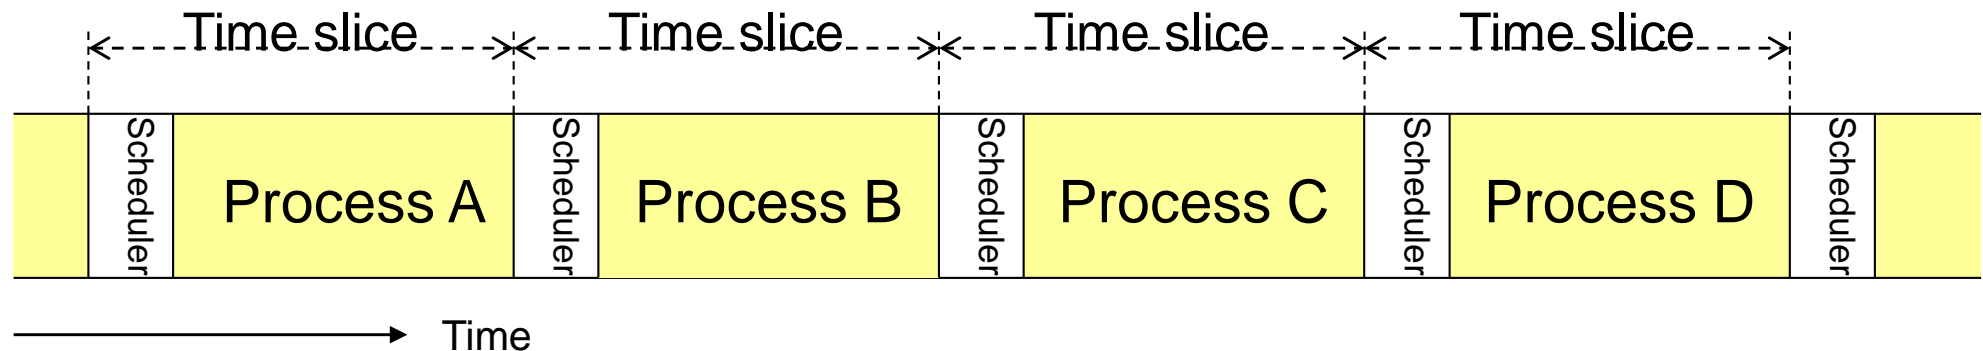 Time slice Time slice Time slice Time slice
Scheduler Process A Scheduler Process B Scheduler Process C Scheduler Process D Scheduler
Time